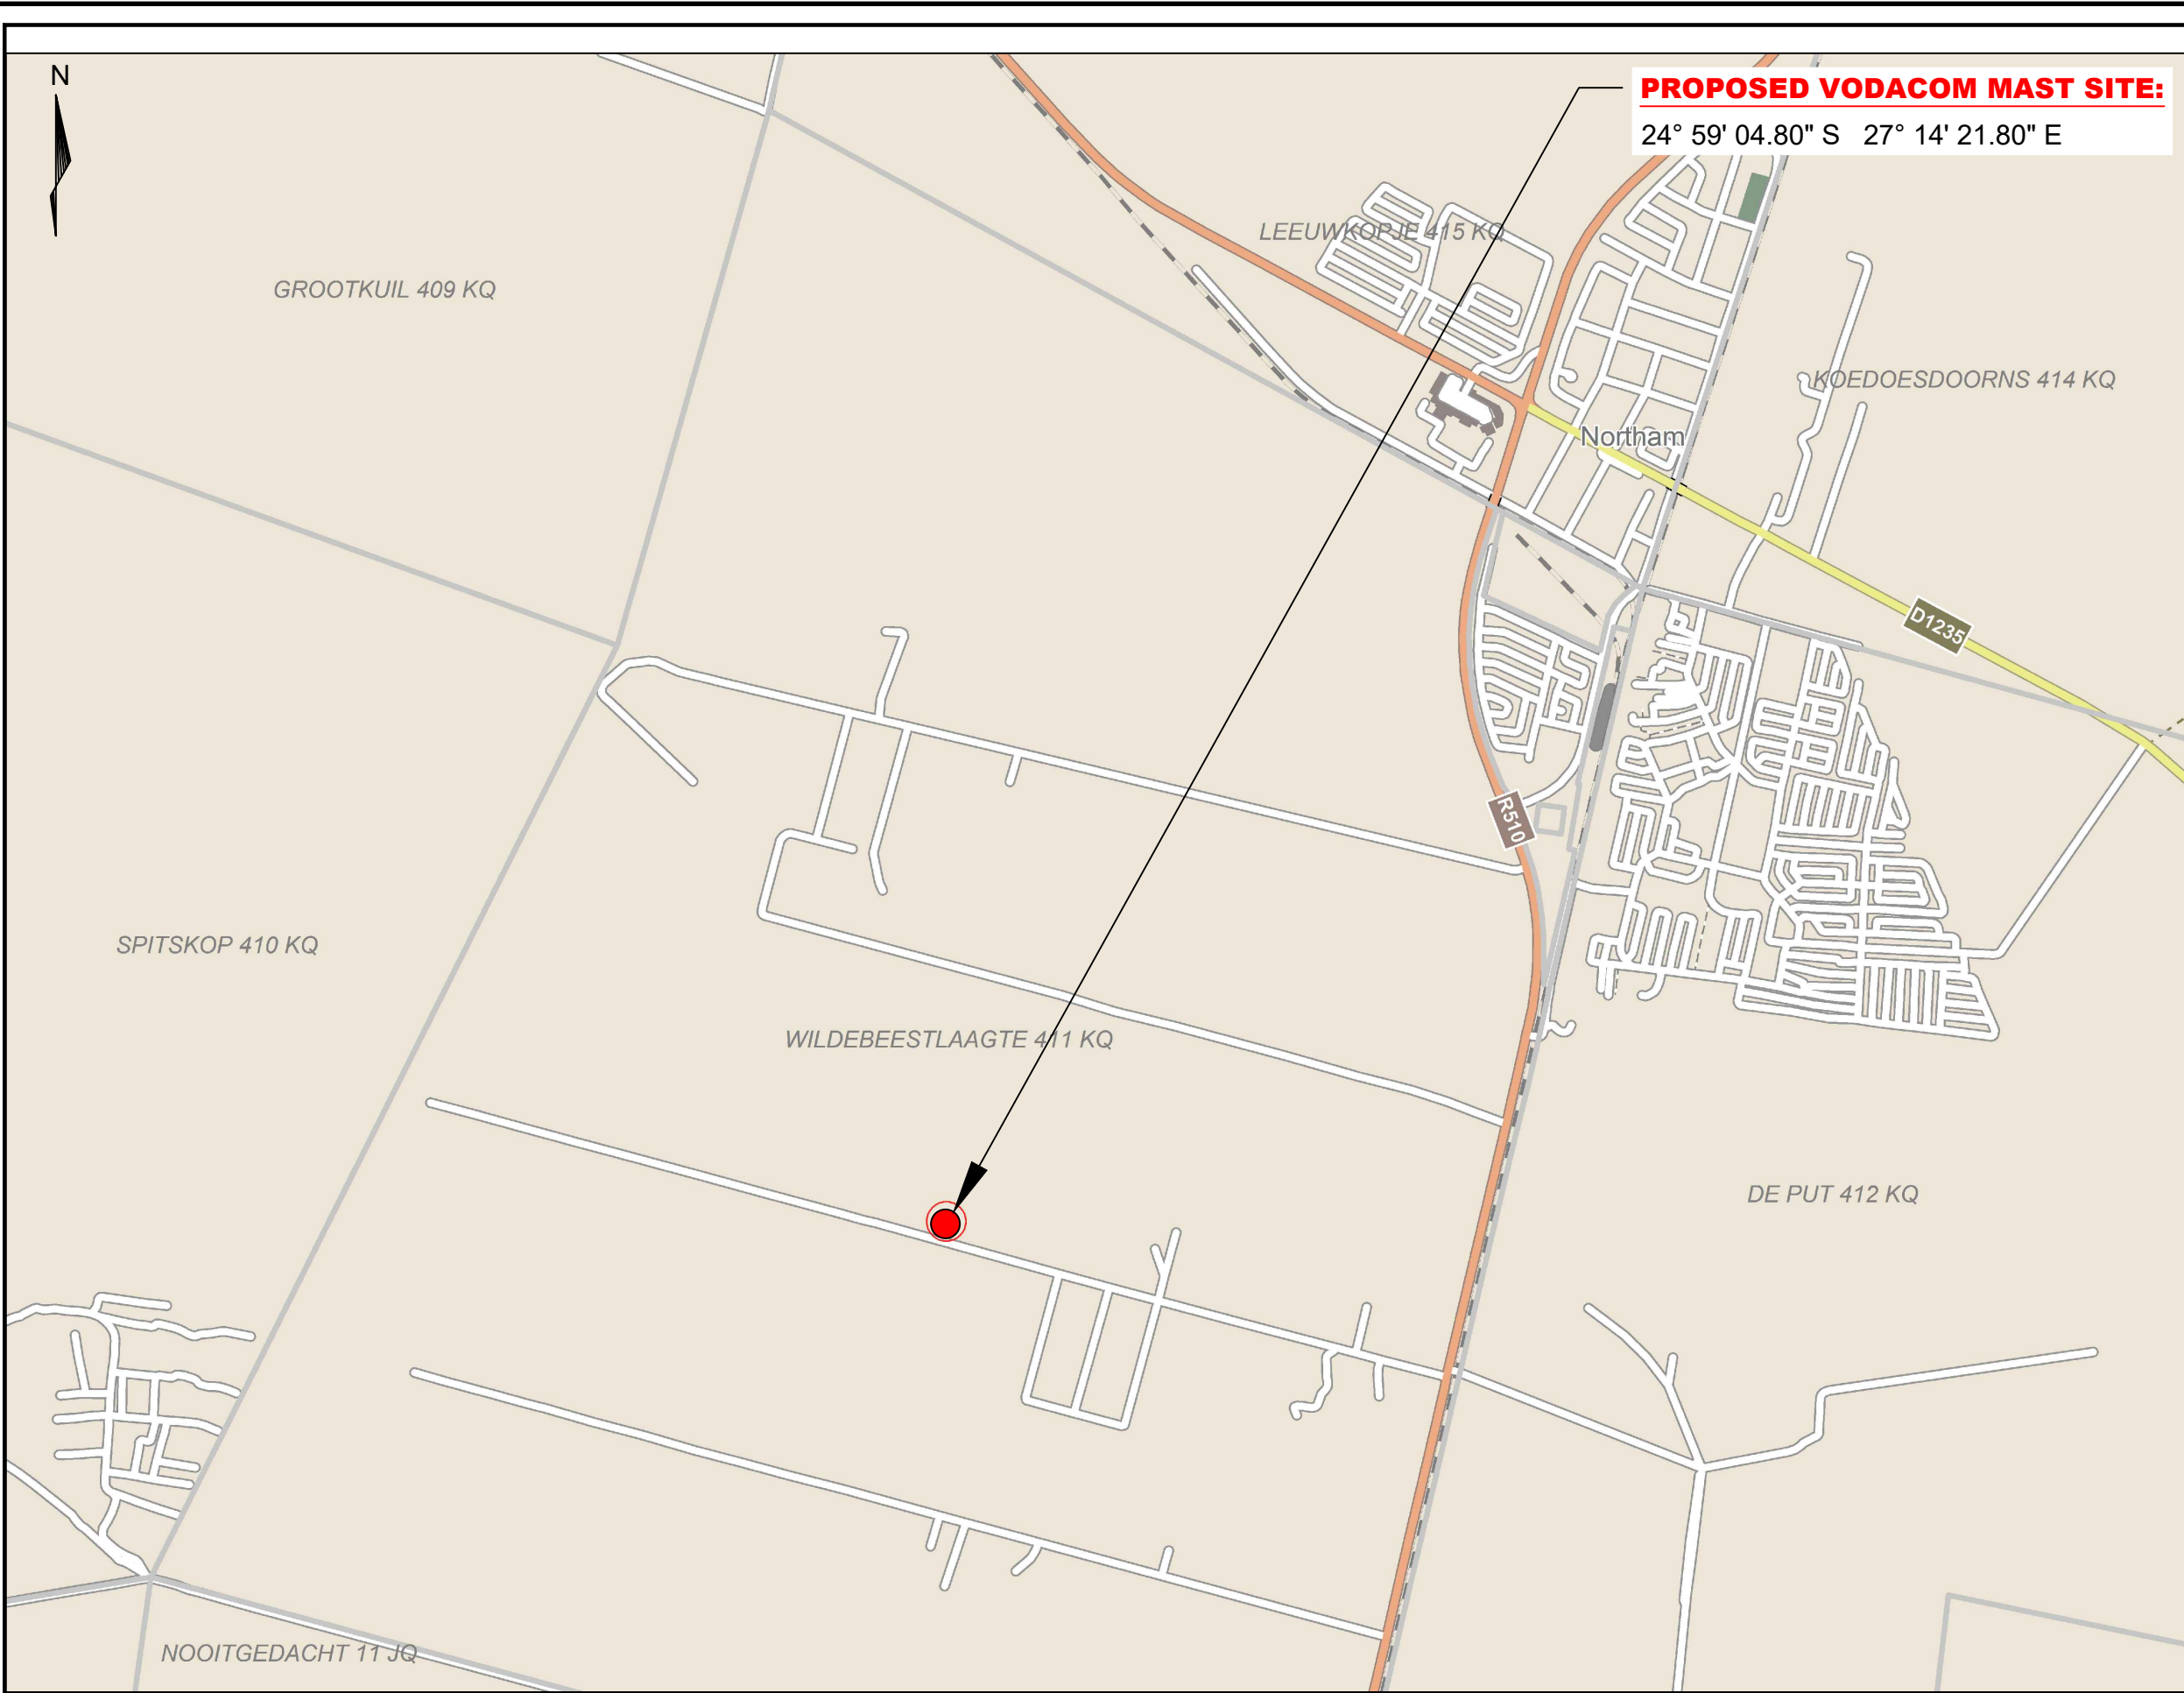 N
PROPOSED VODACOM MAST SITE:
24° 59' 04.80" S 27° 14' 21.80" E
LEEUWKOPJE 415 KQ
GROOTKUIL 409 KQ
KOEDOESDOORNS 414 KQ
Northam
D1235
R510
SPITSKOP 410 KQ
WILDEBEESTLAAGTE 411 KQ
DE PUT 412 KQ
NOOITGEDACHT 11 JQ